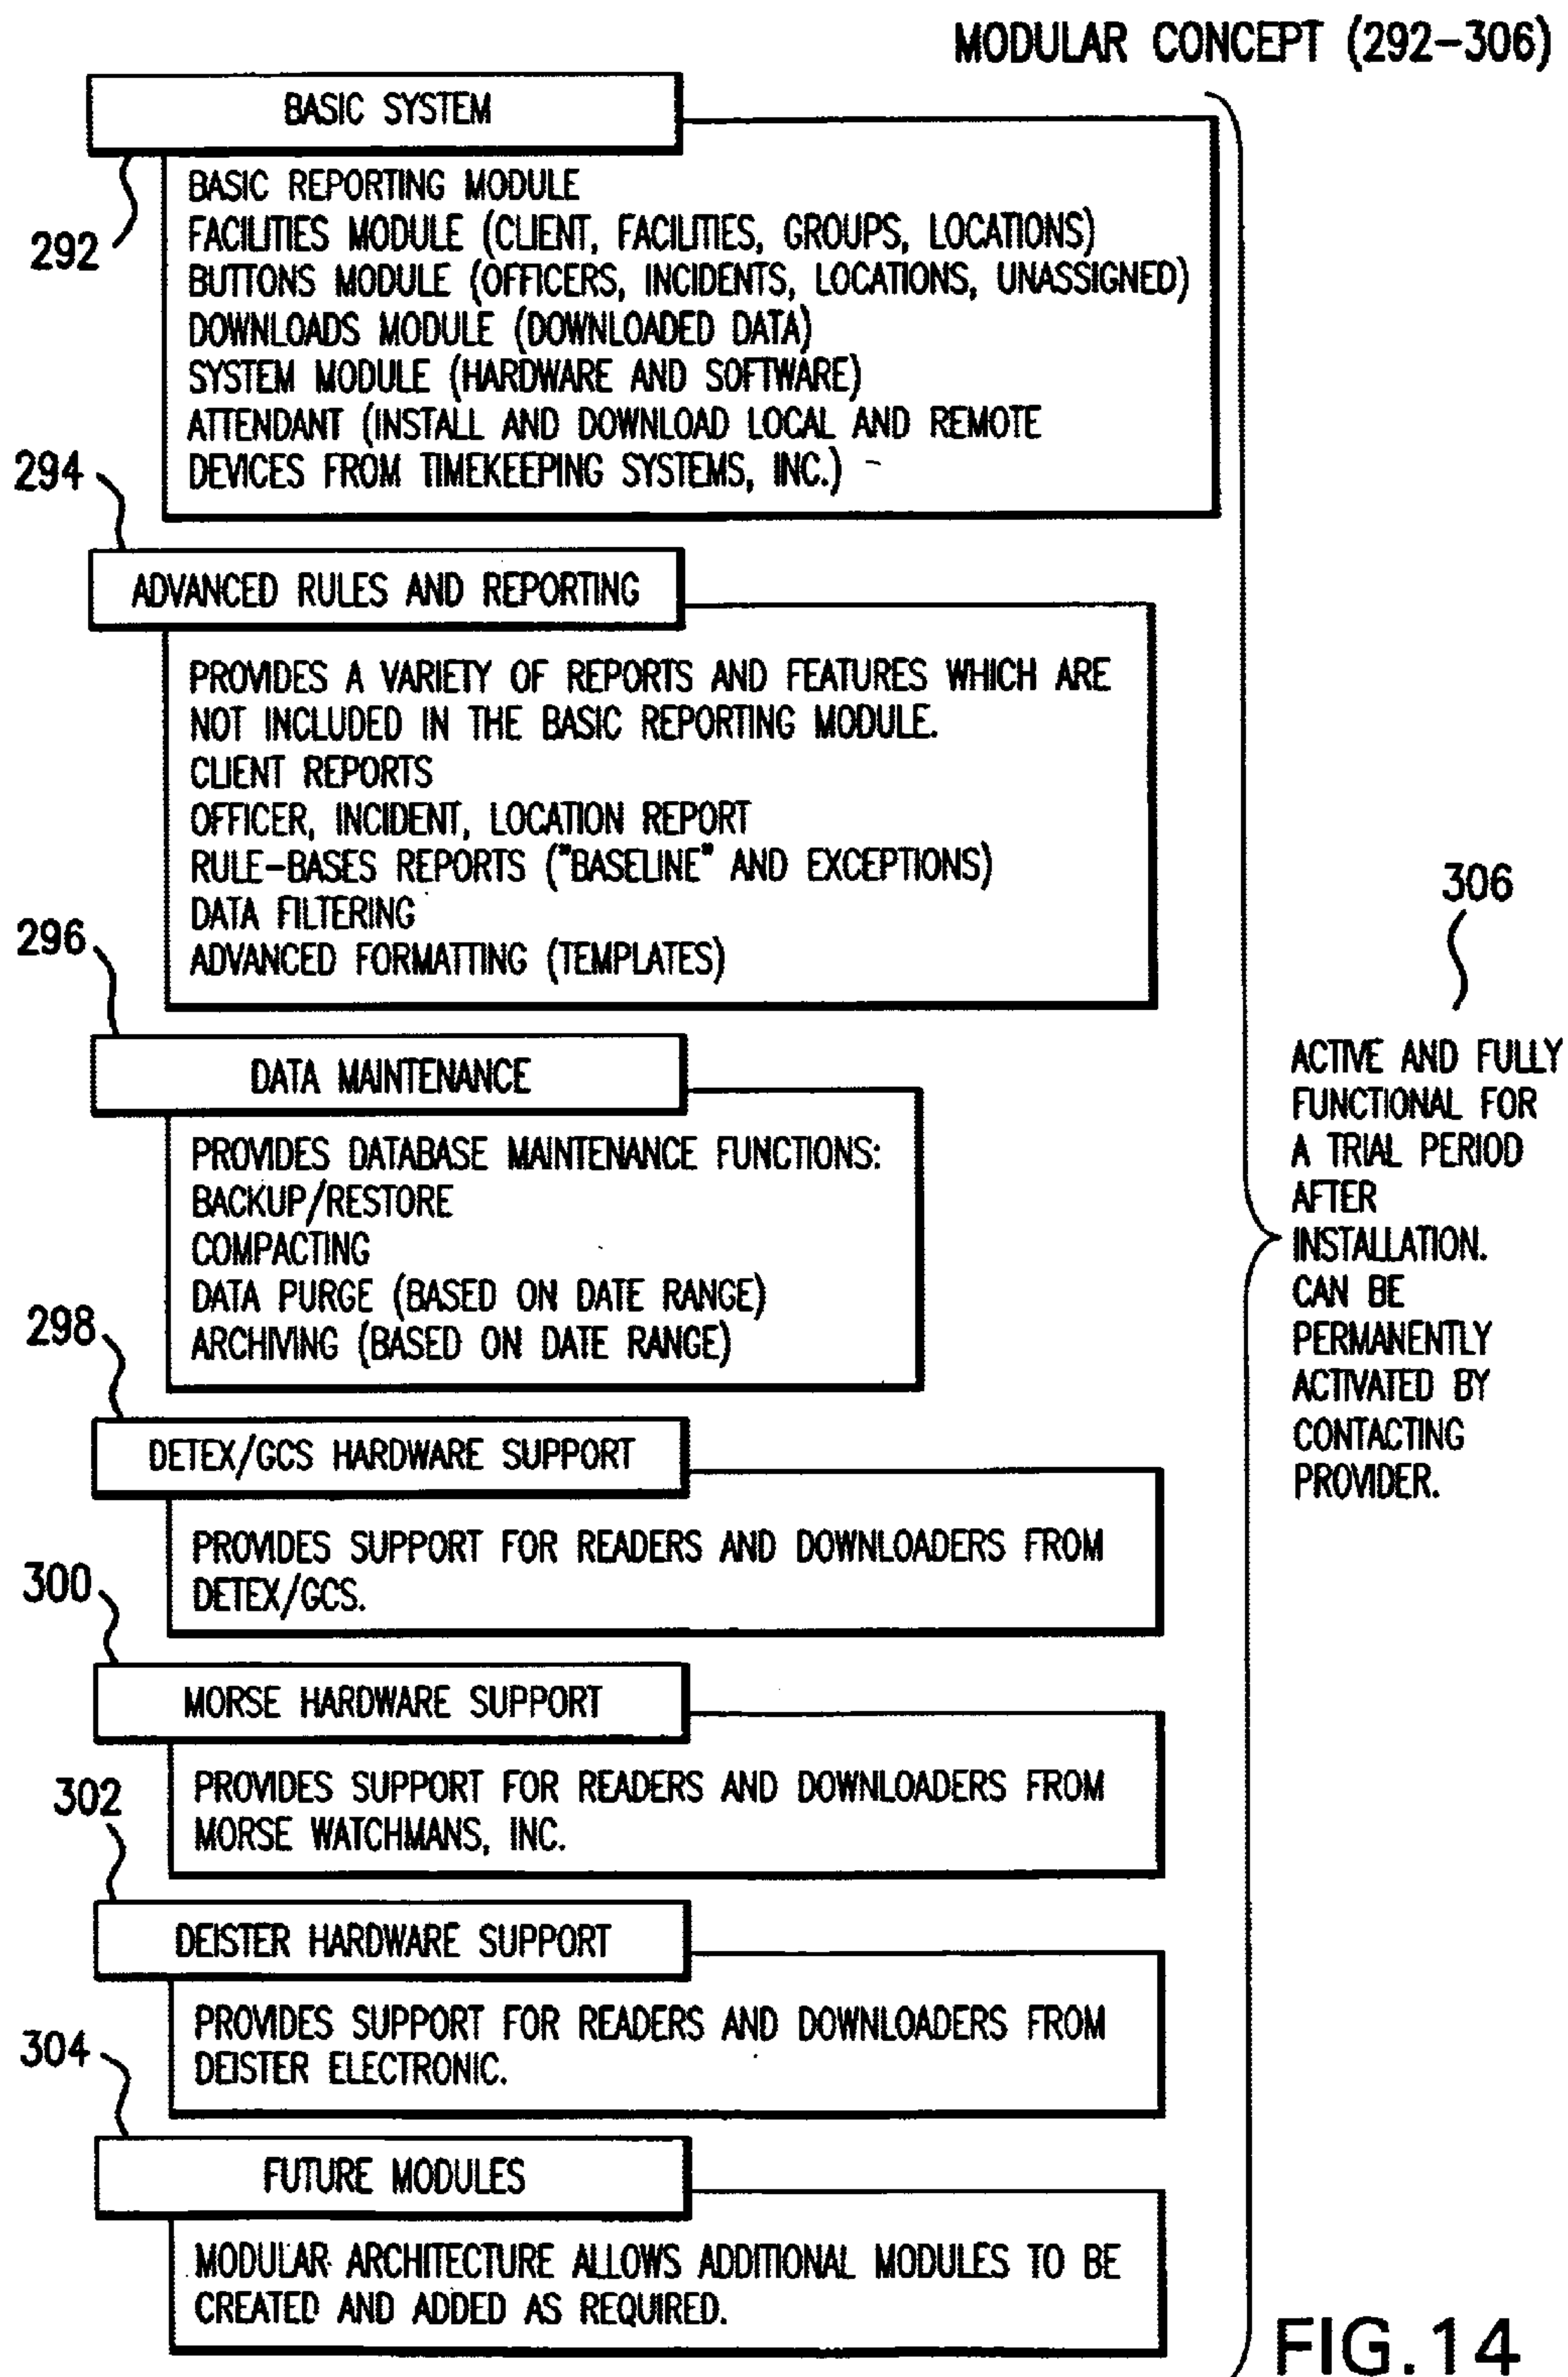 MODULAR CONCEPT (292-306)
BASIC SYSTEM
292
BASIC REPORTING MODULE
FACILITIES MODULE (CLIENT, FACILITIES, GROUPS, LOCATIONS)
BUTTONS MODULE (OFFICERS, INCIDENTS, LOCATIONS, UNASSIGNED)
DOWNLOADS MODULE (DOWNLOADED DATA)
SYSTEM MODULE (HARDWARE AND SOFTWARE)
ATTENDANT (INSTALL AND DOWNLOAD LOCAL AND REMOTE
DEVICES FROM TIMEKEEPING SYSTEMS, INC.)
294
ADVANCED RULES AND REPORTING
PROVIDES A VARIETY OF REPORTS AND FEATURES WHICH ARE
NOT INCLUDED IN THE BASIC REPORTING MODULE.
CLIENT REPORTS
OFFICER, INCIDENT, LOCATION REPORT
RULE-BASES REPORTS ("BASELINE" AND EXCEPTIONS)
DATA FILTERING
ADVANCED FORMATTING (TEMPLATES)
296
DATA MAINTENANCE
PROVIDES DATABASE MAINTENANCE FUNCTIONS:
BACKUP/RESTORE
COMPACTING
DATA PURGE (BASED ON DATE RANGE)
ARCHIVING (BASED ON DATE RANGE)
298
DETEX/GCS HARDWARE SUPPORT
PROVIDES SUPPORT FOR READERS AND DOWNLOADERS FROM
DETEX/GCS.
300
MORSE HARDWARE SUPPORT
PROVIDES SUPPORT FOR READERS AND DOWNLOADERS FROM
MORSE WATCHMANS, INC.
302
DEISTER HARDWARE SUPPORT
PROVIDES SUPPORT FOR READERS AND DOWNLOADERS FROM
DEISTER ELECTRONIC.
304
FUTURE MODULES
MODULAR ARCHITECTURE ALLOWS ADDITIONAL MODULES TO BE
CREATED AND ADDED AS REQUIRED.
306
ACTIVE AND FULLY
FUNCTIONAL FOR
A TRIAL PERIOD
AFTER
INSTALLATION.
CAN BE
PERMANENTLY
ACTIVATED BY
CONTACTING
PROVIDER.
FIG.14